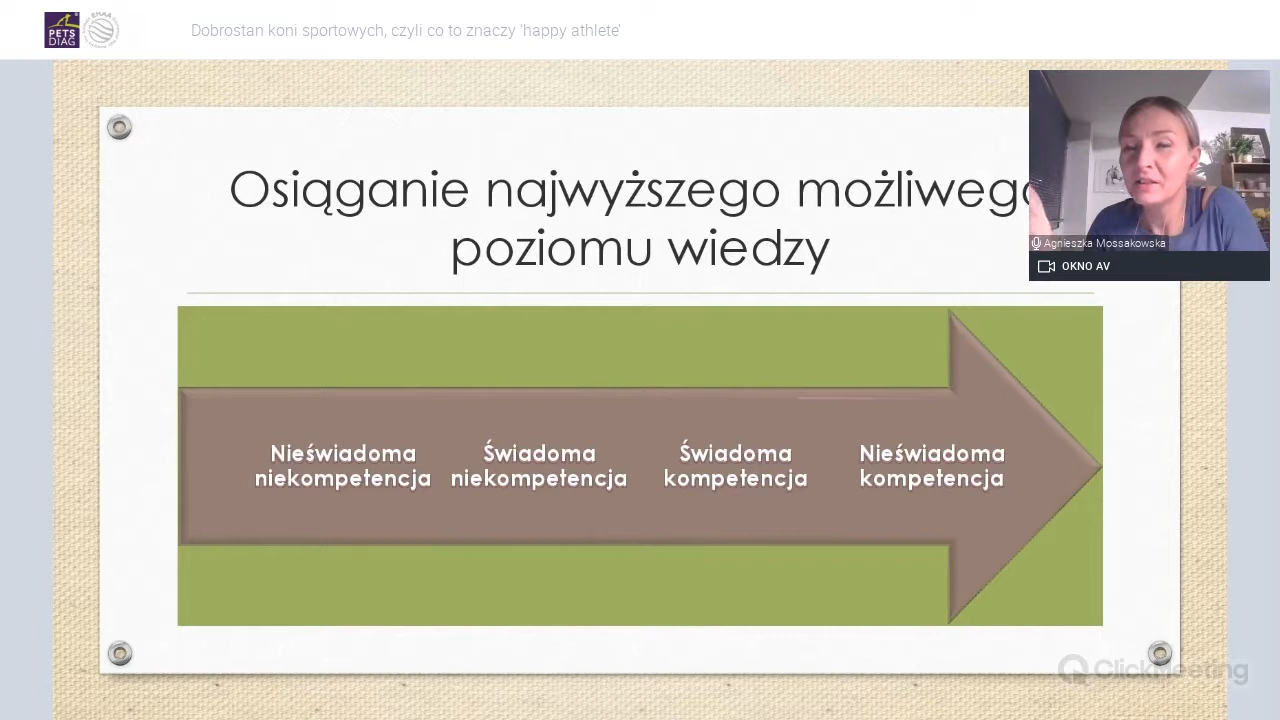 PETS
DIAG
Dobrostan koni sportowych, czyli co to znaczy 'happy athlete'
Osiąganie najwyższego możliwego
poziomu wiedzy
Agnieszka Mossakowska
OKNO AV
Nieświadoma
niekompetencja
Świadoma
niekompetencja
Świadoma
kompetencja
Nieświadoma
kompetencja
ClickMeeting